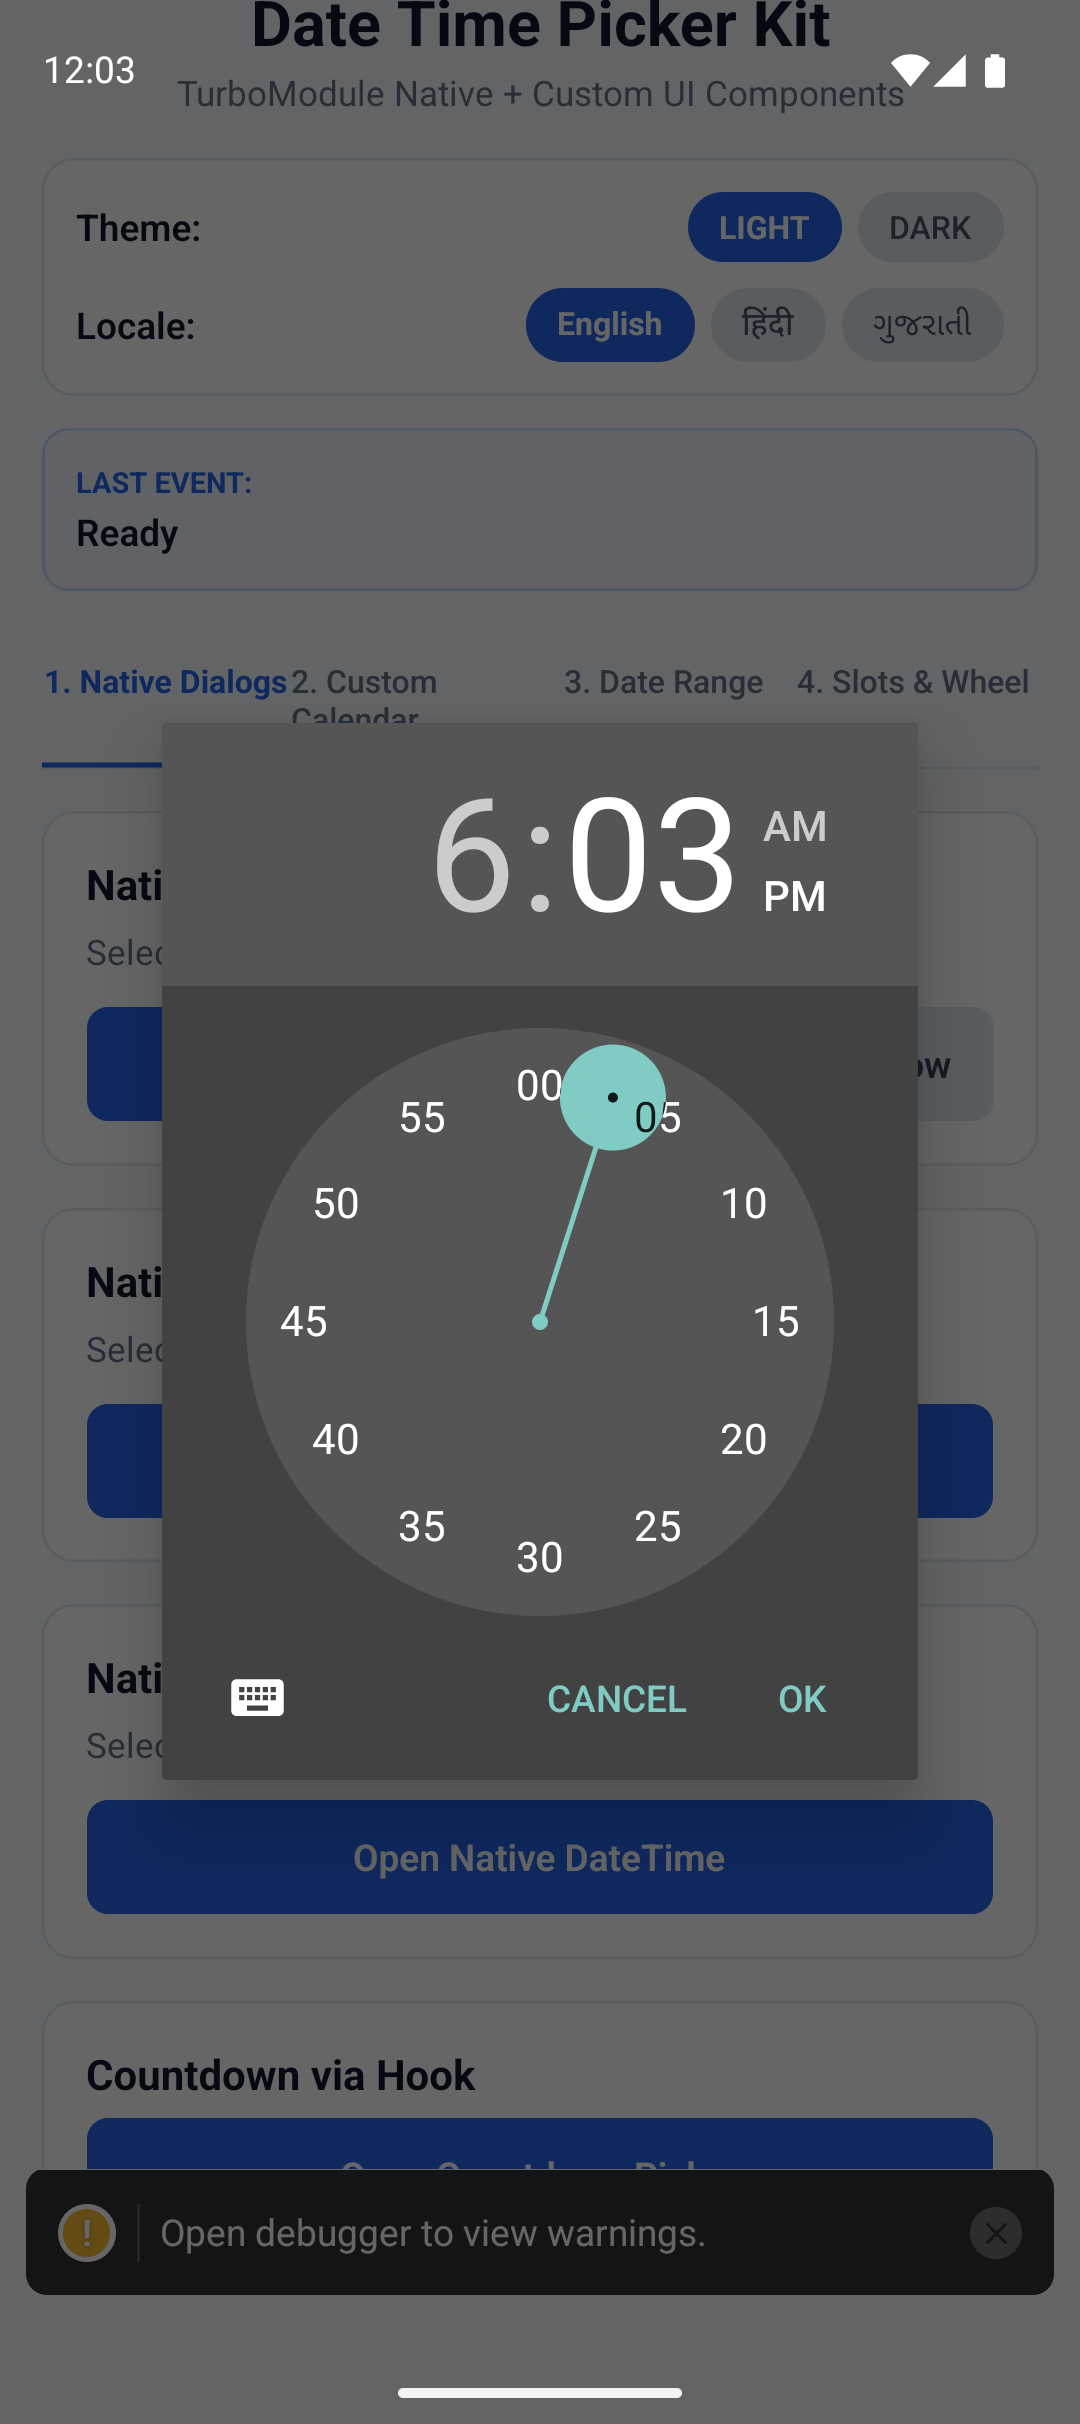 Date Time Picker Kit
12:03
TurboModule Native + Custom UI Components
Theme:
LIGHT
DARK
Locale:
English
हिंदी
ગુજરાતી
LAST EVENT:
Ready
1. Native Dialogs
2. Custom
Calendar
3. Date Range
4. Slots & Wheel
6:03
AM
PM
00
05
10
15
20
25
30
35
40
45
50
55
CANCEL
OK
Open Native DateTime
Countdown via Hook
Open debugger to view warnings.